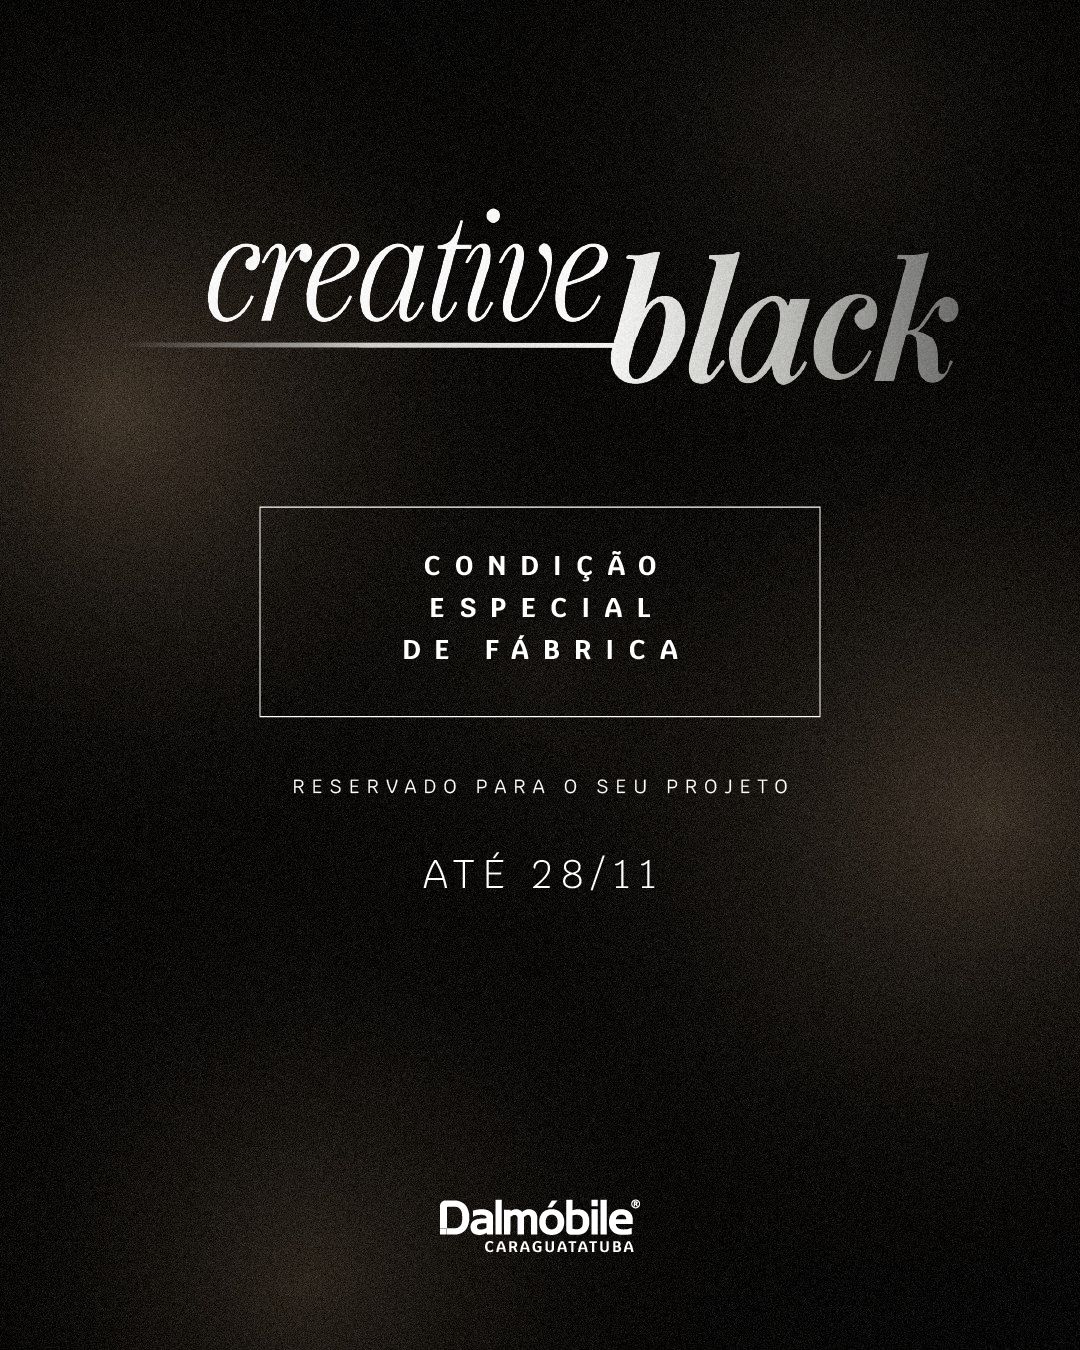 creative black
CONDIÇÃO
ESPECIAL
DE FÁBRICA
RESERVADO PARA O SEU PROJETO
ATÉ 28/11
Dalmóbile®
CARAGUATATUBA